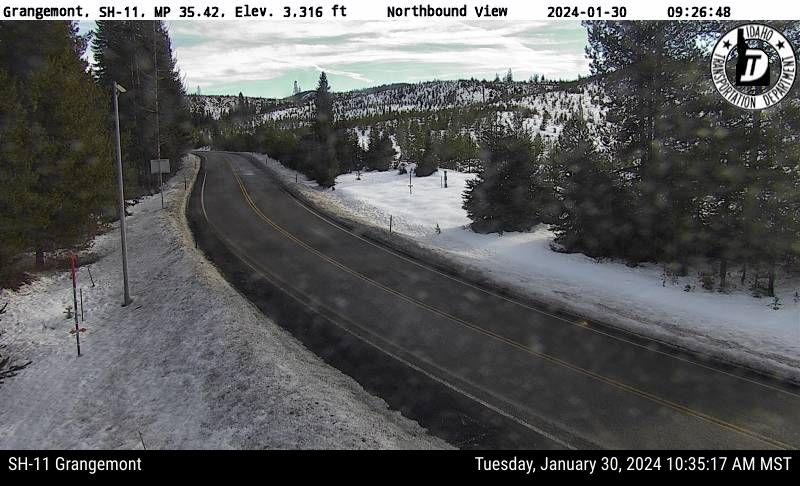 Grangemont, SH-11, MP 35.42, Elev. 3,316 ft Northbound View 2024-01-30 09:26:48
IDAHO
TRANSPORTATION DEPARTMENT
SH-11 Grangemont Tuesday, January 30, 2024 10:35:17 AM MST